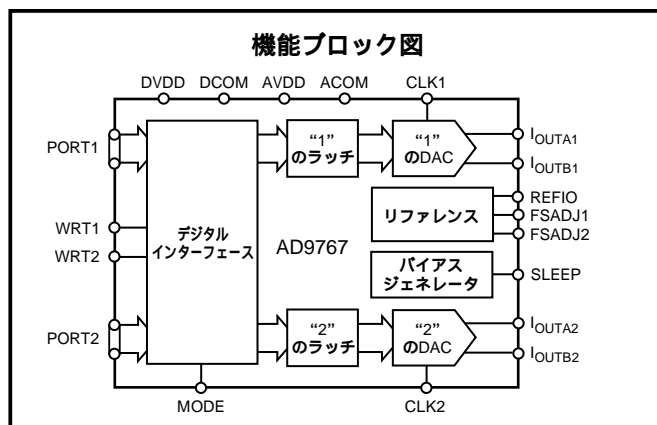 機能ブロック図
DVDD DCOM AVDD ACOM CLK1
PORT1
WRT1
WRT2
PORT2
デジタル
インターフェース
“1”
のラッチ
“1”
のDAC
IOUTA1
IOUTB1
リファレンス
REFIO
FSADJ1
FSADJ2
AD9767
バイアス
ジェネレータ
SLEEP
“2”
のラッチ
“2”
のDAC
IOUTA2
IOUTB2
MODE
CLK2